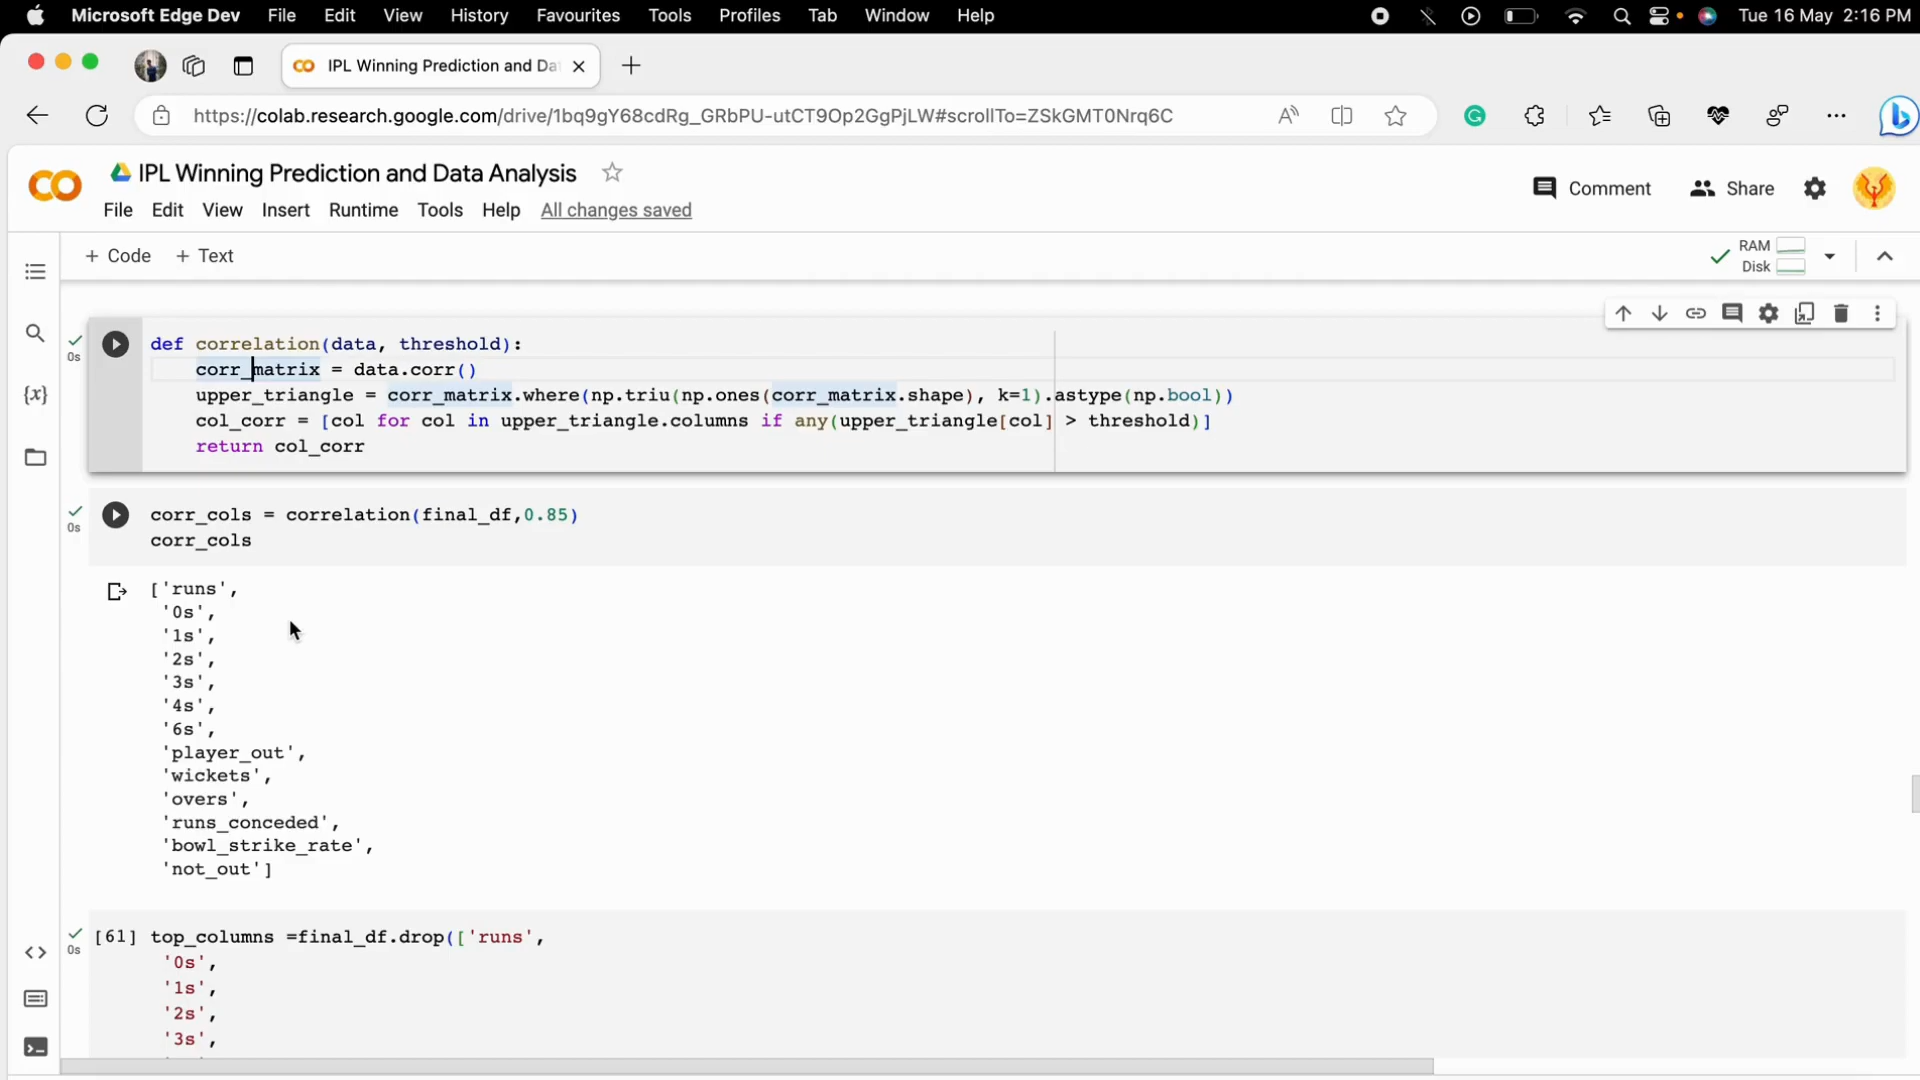 Microsoft Edge Dev File Edit View History Favourites Tools Profiles Tab Window Help Tue 16 May 2:16 PM
IPL Winning Prediction and Da
https://colab.research.google.com/drive/1bq9gY68cdRg_GRbPU-utCT9Op2GgPjLW#scrollTo=ZSkGMT0Nrq6C
IPL Winning Prediction and Data Analysis
Comment Share
File Edit View Insert Runtime Tools Help All changes saved
+ Code + Text
RAM
Disk
def correlation(data, threshold):
0s
corr_matrix = data.corr()
upper_triangle = corr_matrix.where(np.triu(np.ones(corr_matrix.shape), k=1).astype(np.bool))
{x}
col_corr = [col for col in upper_triangle.columns if any(upper_triangle[col] > threshold)]
return col_corr
corr_cols = correlation(final_df,0.85)
0s
corr_cols
['runs',
'0s',
'1s',
'2s',
'3s',
'4s',
'6s',
'player_out',
'wickets',
'overs',
'runs_conceded',
'bowl_strike_rate',
'not_out']
[61] top_columns =final_df.drop(['runs',
0s
'0s',
'1s',
'2s',
'3s',